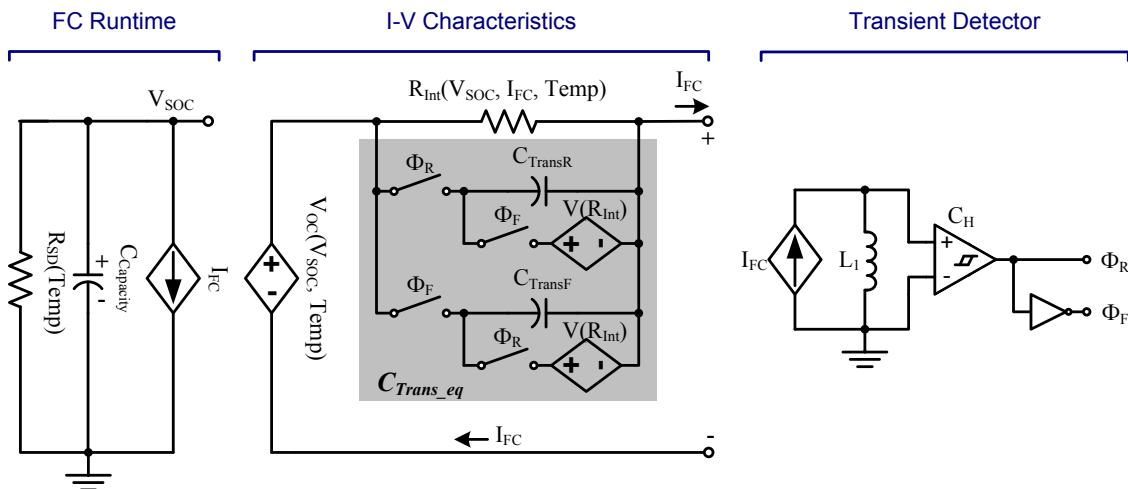 FC Runtime
I-V Characteristics
Transient Detector
V_SOC
R_SD(Temp)
+
-
C_Capacity
I_FC
+
-
V_OC(V_SOC, Temp)
R_Int(V_SOC, I_FC, Temp)
I_FC
+
Φ_R
C_TransR
Φ_F
V(R_Int)
+ -
Φ_F
C_TransF
Φ_R
V(R_Int)
+ -
C_Trans_eq
I_FC
-
I_FC
L_1
C_H
+
-
Φ_R
Φ_F